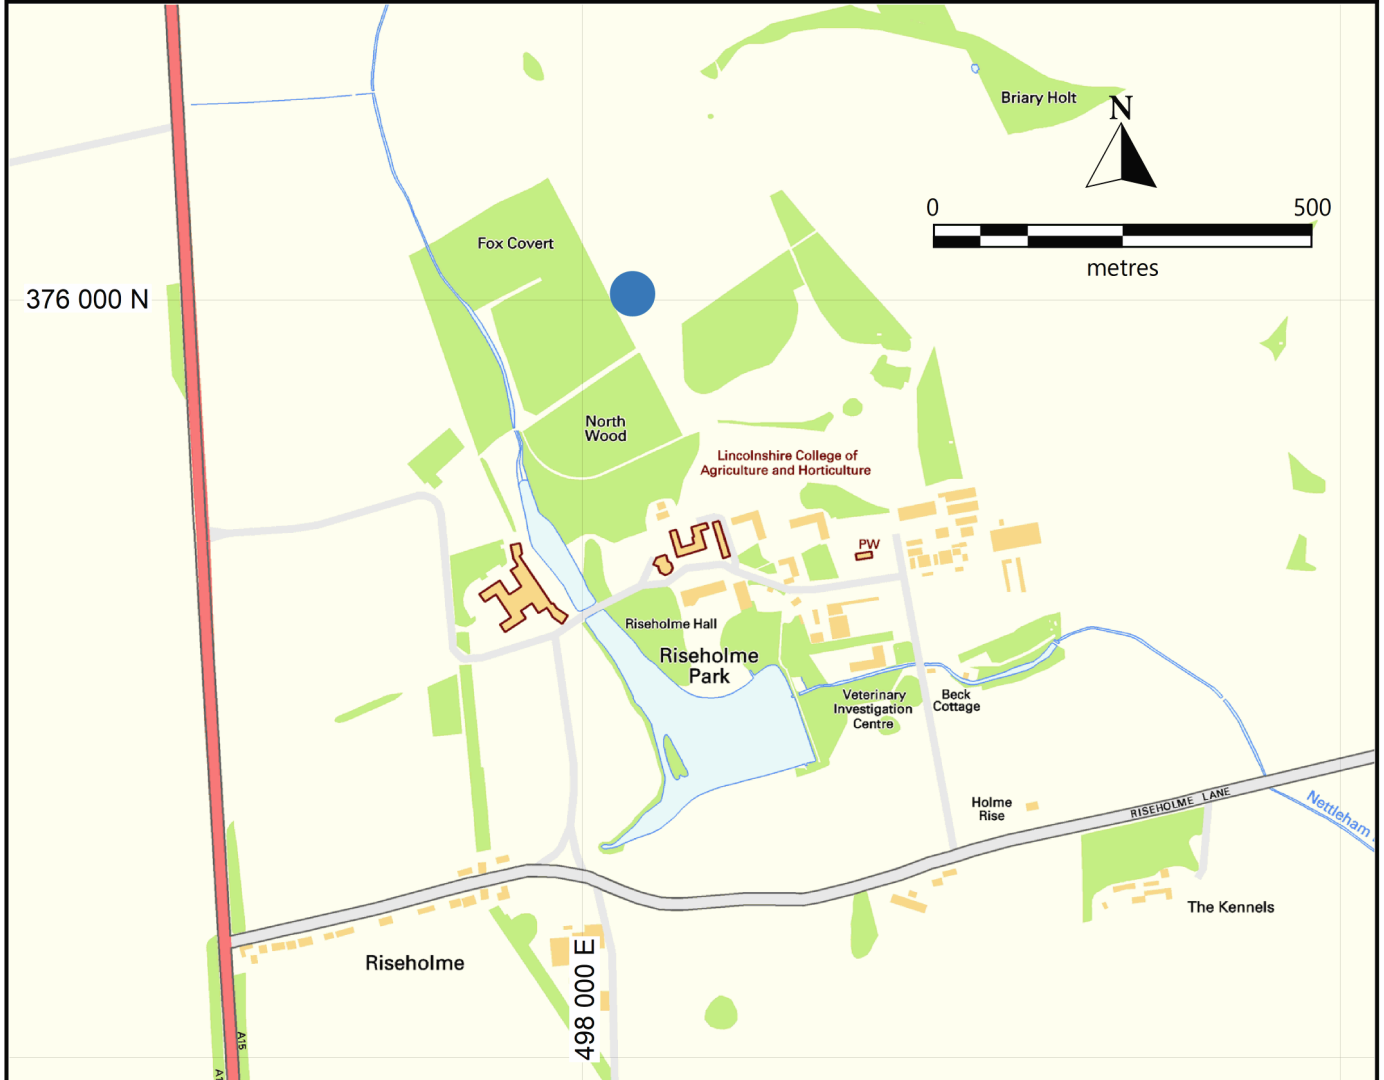 Briary Holt
N
0
500
metres
Fox Covert
376 000 N
North
Wood
Lincolnshire College of
Agriculture and Horticulture
PW
Riseholme Hall
Riseholme
Park
Veterinary
Investigation
Centre
Beck
Cottage
Holme
Rise
RISEHOLME LANE
Nettleham
The Kennels
Riseholme
498 000 E
A15
A1